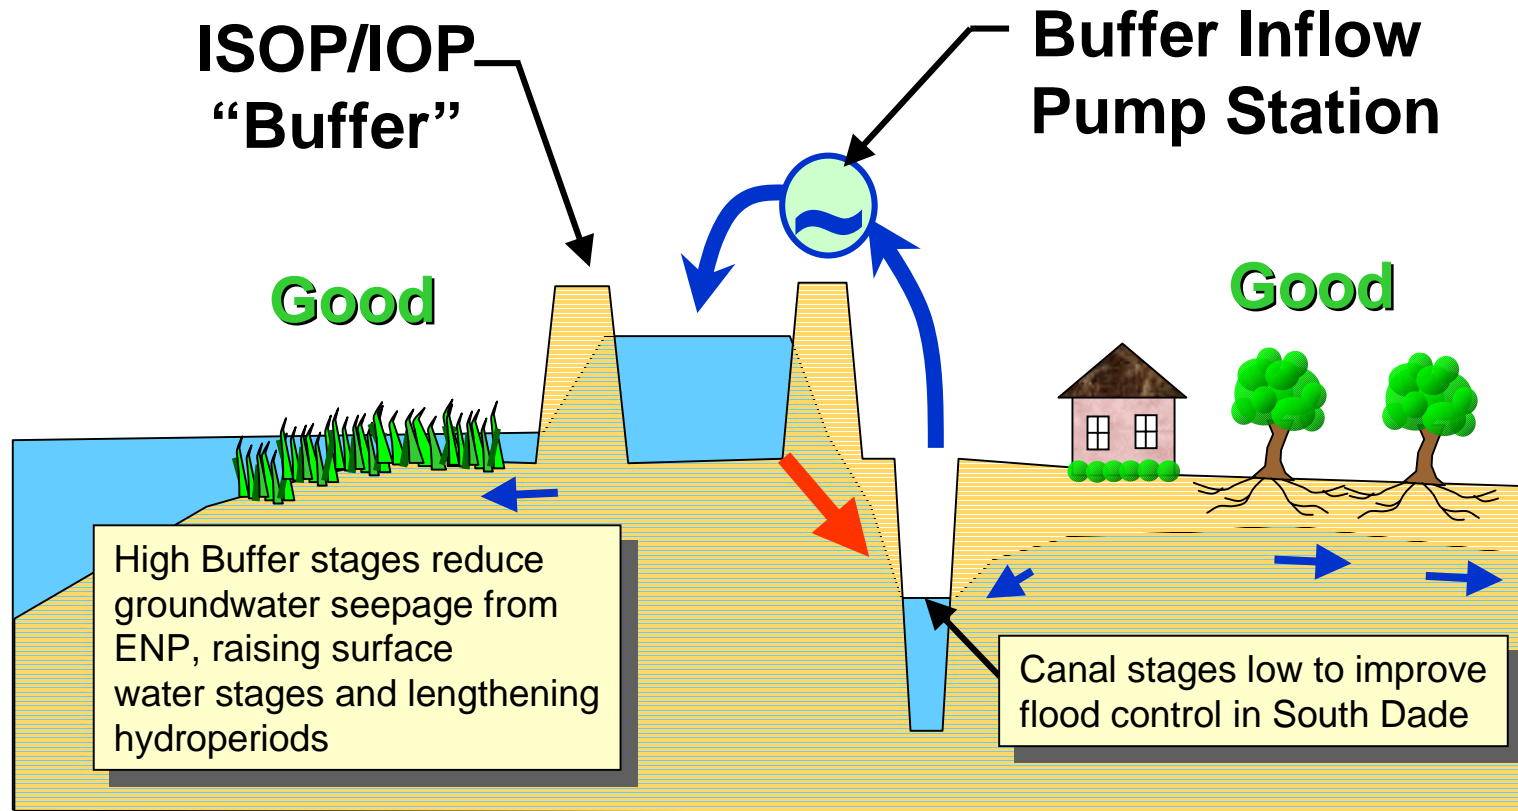 ISOP/IOP
“Buffer”
Buffer Inflow
Pump Station
Good
Good
High Buffer stages reduce
groundwater seepage from
ENP, raising surface
water stages and lengthening
hydroperiods
Canal stages low to improve
flood control in South Dade